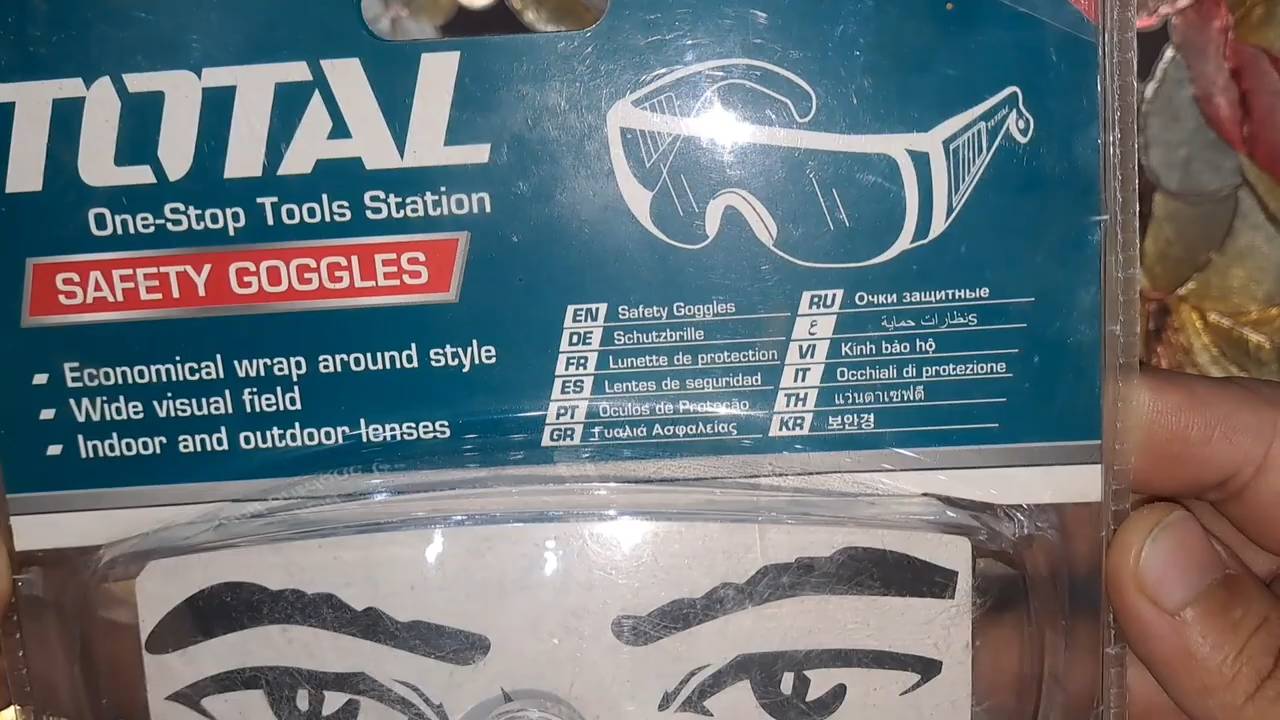 TOTAL
One-Stop Tools Station
SAFETY GOGGLES
Economical wrap around style
Wide visual field
Indoor and outdoor lenses
EN Safety Goggles
DE Schutzbrille
FR Lunette de protection
ES Lentes de seguridad
PT Óculos de Proteção
GR Γυαλιά Ασφαλείας
RU Очки защитные
ع نظارات حمايةS
VI Kính bảo hộ
IT Occhiali di protezione
TH แว่นตาเซฟตี
KR 보안경
TOTAL